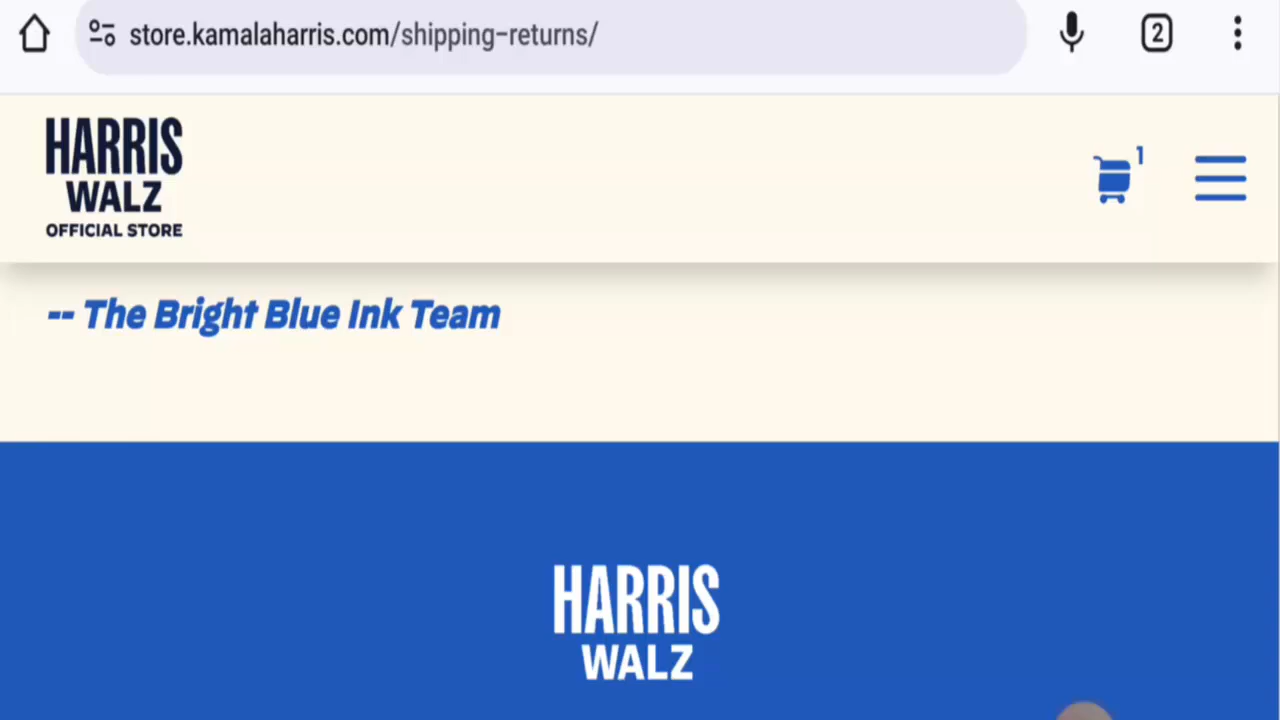 store.kamalaharris.com/shipping-returns/
2
HARRIS
WALZ
OFFICIAL STORE
1
-- The Bright Blue Ink Team
HARRIS
WALZ